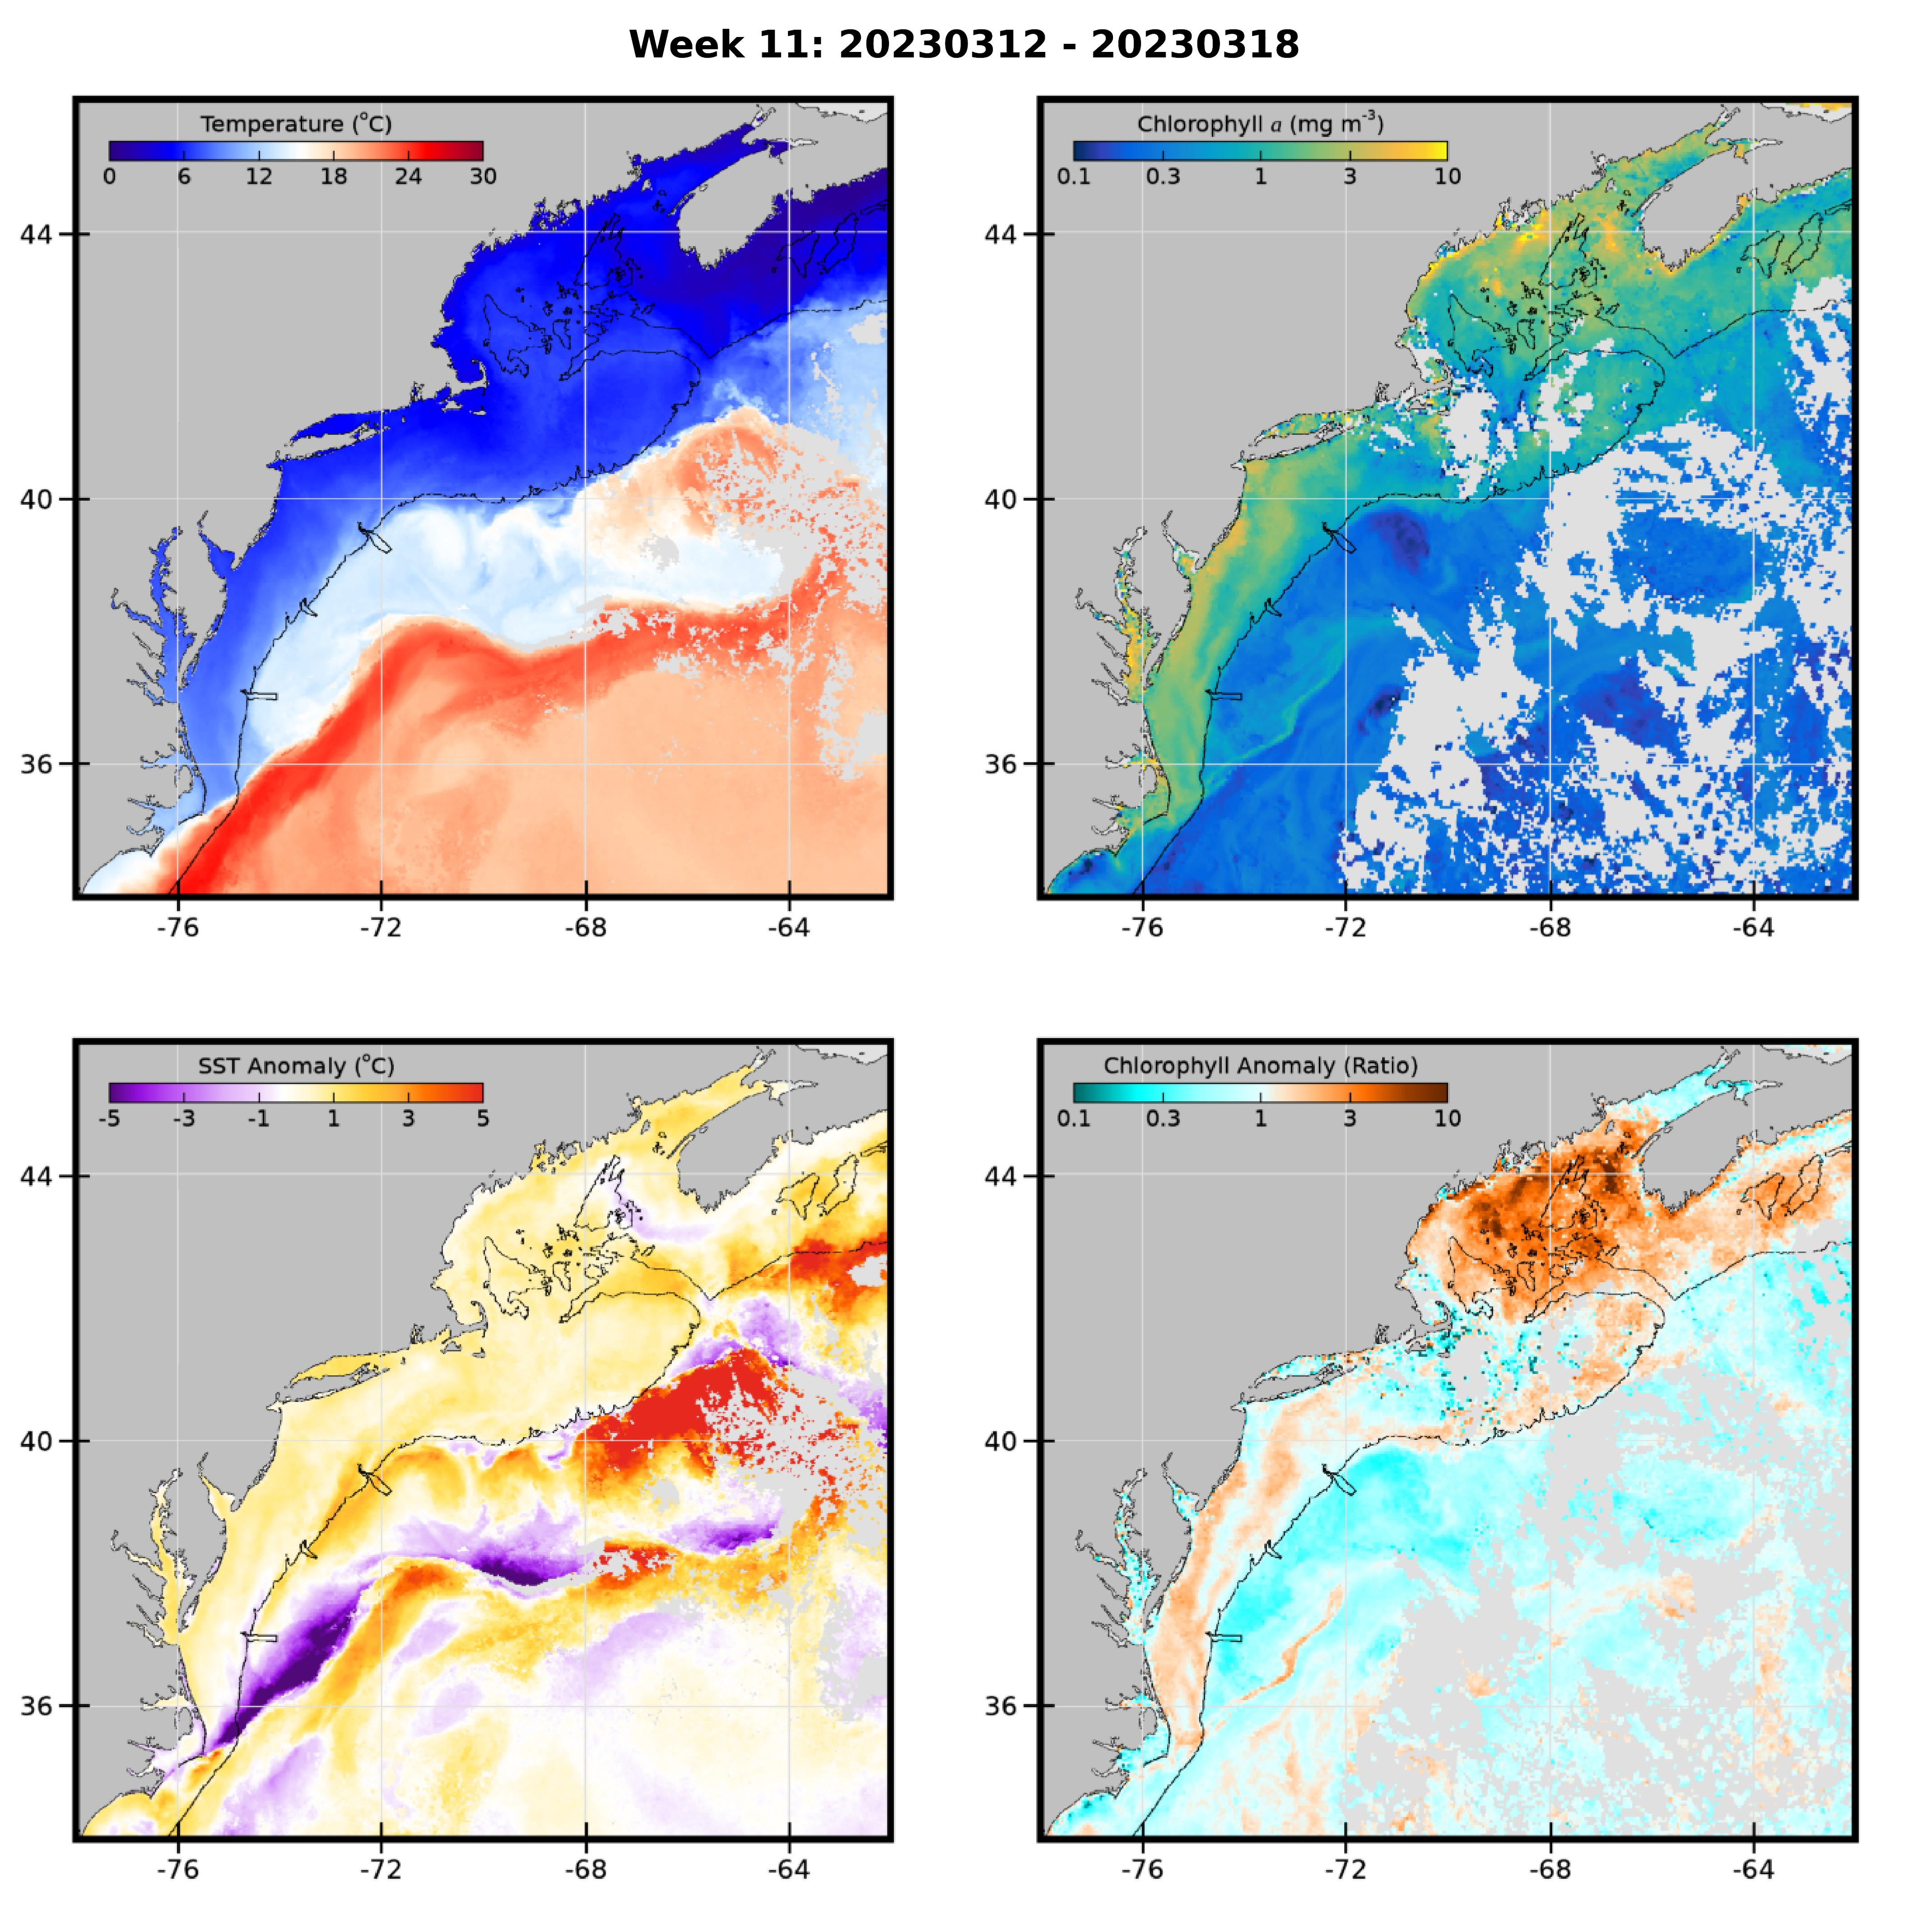 Week 11: 20230312 - 20230318
Temperature (°C)
0 6 12 18 24 30
44
40
36
-76 -72 -68 -64
Chlorophyll a (mg m⁻³)
0.1 0.3 1 3 10
44
40
36
-76 -72 -68 -64
SST Anomaly (°C)
-5 -3 -1 1 3 5
44
40
36
-76 -72 -68 -64
Chlorophyll Anomaly (Ratio)
0.1 0.3 1 3 10
44
40
36
-76 -72 -68 -64